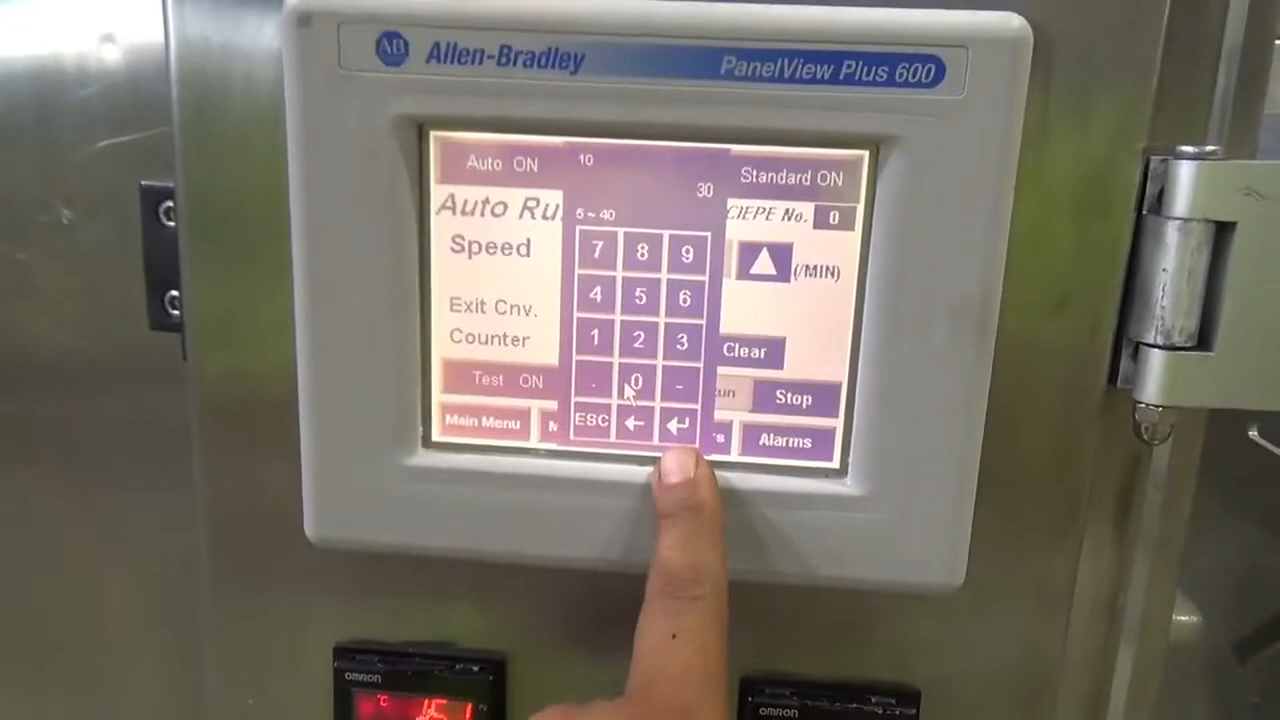 AB Allen-Bradley PanelView Plus 600
Auto ON
10
30
Standard ON
Auto Ru
5 ~ 40
CIEPE No. 0
Speed
(/MIN)
7 8 9
4 5 6
1 2 3
. 0 -
ESC
Exit Cnv.
Counter
Clear
Test ON
un
Stop
Main Menu
M
s
Alarms
OMRON
°C
OMRON